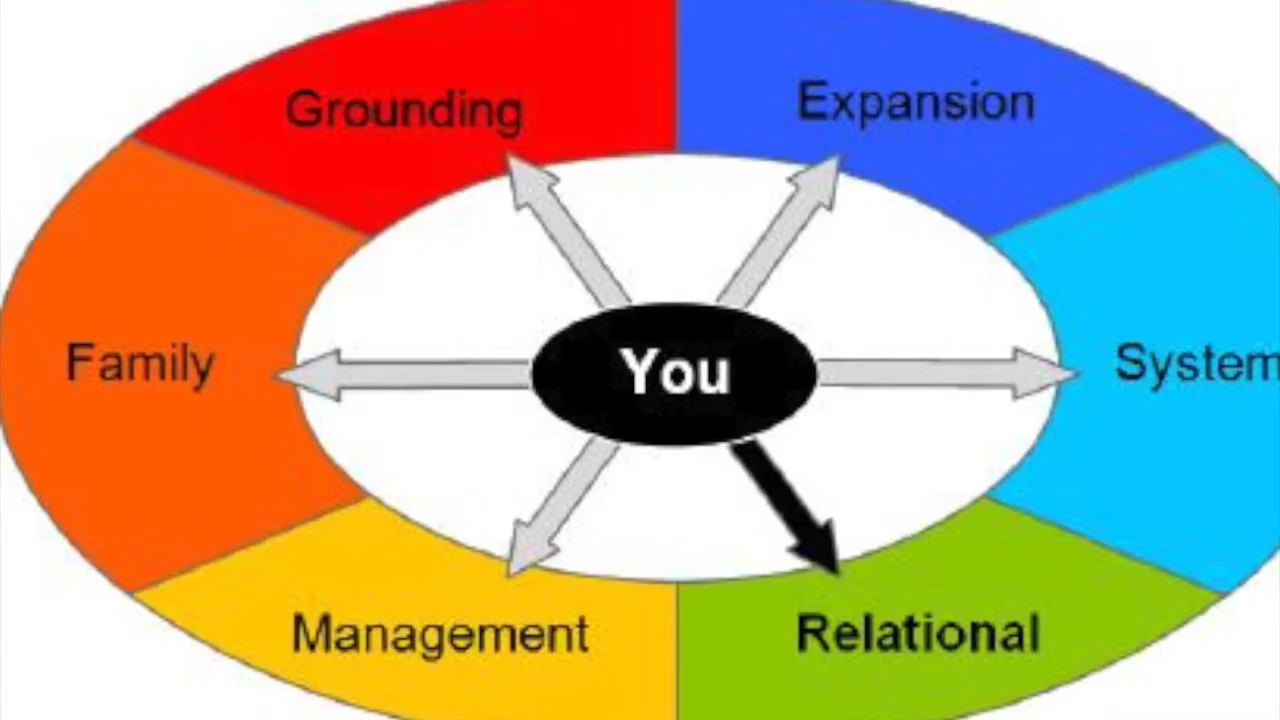 Grounding
Expansion
Family
You
System
Management
Relational